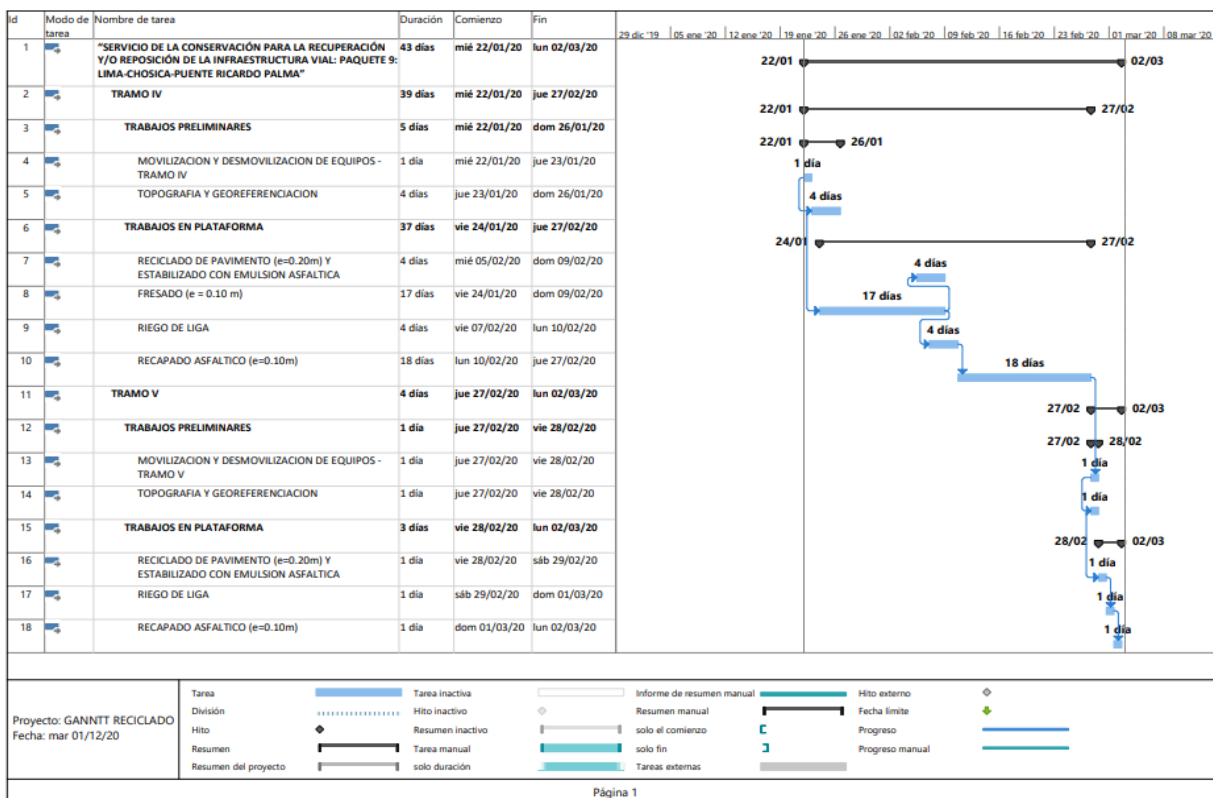 Id Modo de tarea Nombre de tarea Duración Comienzo Fin
29 dic '19 05 ene '20 12 ene '20 19 ene '20 26 ene '20 02 feb '20 09 feb '20 16 feb '20 23 feb '20 01 mar '20 08 mar '20
1 "SERVICIO DE LA CONSERVACIÓN PARA LA RECUPERACIÓN 43 días mié 22/01/20 lun 02/03/20
Y/O REPOSICIÓN DE LA INFRAESTRUCTURA VIAL: PAQUETE 9:
LIMA-CHOSICA-PUENTE RICARDO PALMA"
22/01 02/03
2 TRAMO IV 39 días mié 22/01/20 jue 27/02/20
22/01 27/02
3 TRABAJOS PRELIMINARES 5 días mié 22/01/20 dom 26/01/20
22/01 26/01
4 MOVILIZACION Y DESMOVILIZACION DE EQUIPOS - 1 día mié 22/01/20 jue 23/01/20
TRAMO IV
1 día
5 TOPOGRAFIA Y GEOREFERENCIACION 4 días jue 23/01/20 dom 26/01/20
4 días
6 TRABAJOS EN PLATAFORMA 37 días vie 24/01/20 jue 27/02/20
24/01 27/02
7 RECICLADO DE PAVIMENTO (e=0.20m) Y 4 días mié 05/02/20 dom 09/02/20
ESTABILIZADO CON EMULSION ASFALTICA
4 días
8 FRESADO (e = 0.10 m) 17 días vie 24/01/20 dom 09/02/20
17 días
9 RIEGO DE LIGA 4 días vie 07/02/20 lun 10/02/20
4 días
10 RECAPADO ASFALTICO (e=0.10m) 18 días lun 10/02/20 jue 27/02/20
18 días
11 TRAMO V 4 días jue 27/02/20 lun 02/03/20
27/02 02/03
12 TRABAJOS PRELIMINARES 1 día jue 27/02/20 vie 28/02/20
27/02 28/02
13 MOVILIZACION Y DESMOVILIZACION DE EQUIPOS - 1 día jue 27/02/20 vie 28/02/20
TRAMO V
1 día
14 TOPOGRAFIA Y GEOREFERENCIACION 1 día jue 27/02/20 vie 28/02/20
1 día
15 TRABAJOS EN PLATAFORMA 3 días vie 28/02/20 lun 02/03/20
28/02 02/03
16 RECICLADO DE PAVIMENTO (e=0.20m) Y 1 día vie 28/02/20 sáb 29/02/20
ESTABILIZADO CON EMULSION ASFALTICA
1 día
17 RIEGO DE LIGA 1 día sáb 29/02/20 dom 01/03/20
1 día
18 RECAPADO ASFALTICO (e=0.10m) 1 día dom 01/03/20 lun 02/03/20
1 día
Proyecto: GANNTT RECICLADO
Fecha: mar 01/12/20
Tarea Tarea inactiva Informe de resumen manual Hito externo
División Hito inactivo Resumen manual Fecha límite
Hito Resumen inactivo solo el comienzo Progreso
Resumen Tarea manual solo fin Progreso manual
Resumen del proyecto solo duración Tareas externas
Página 1